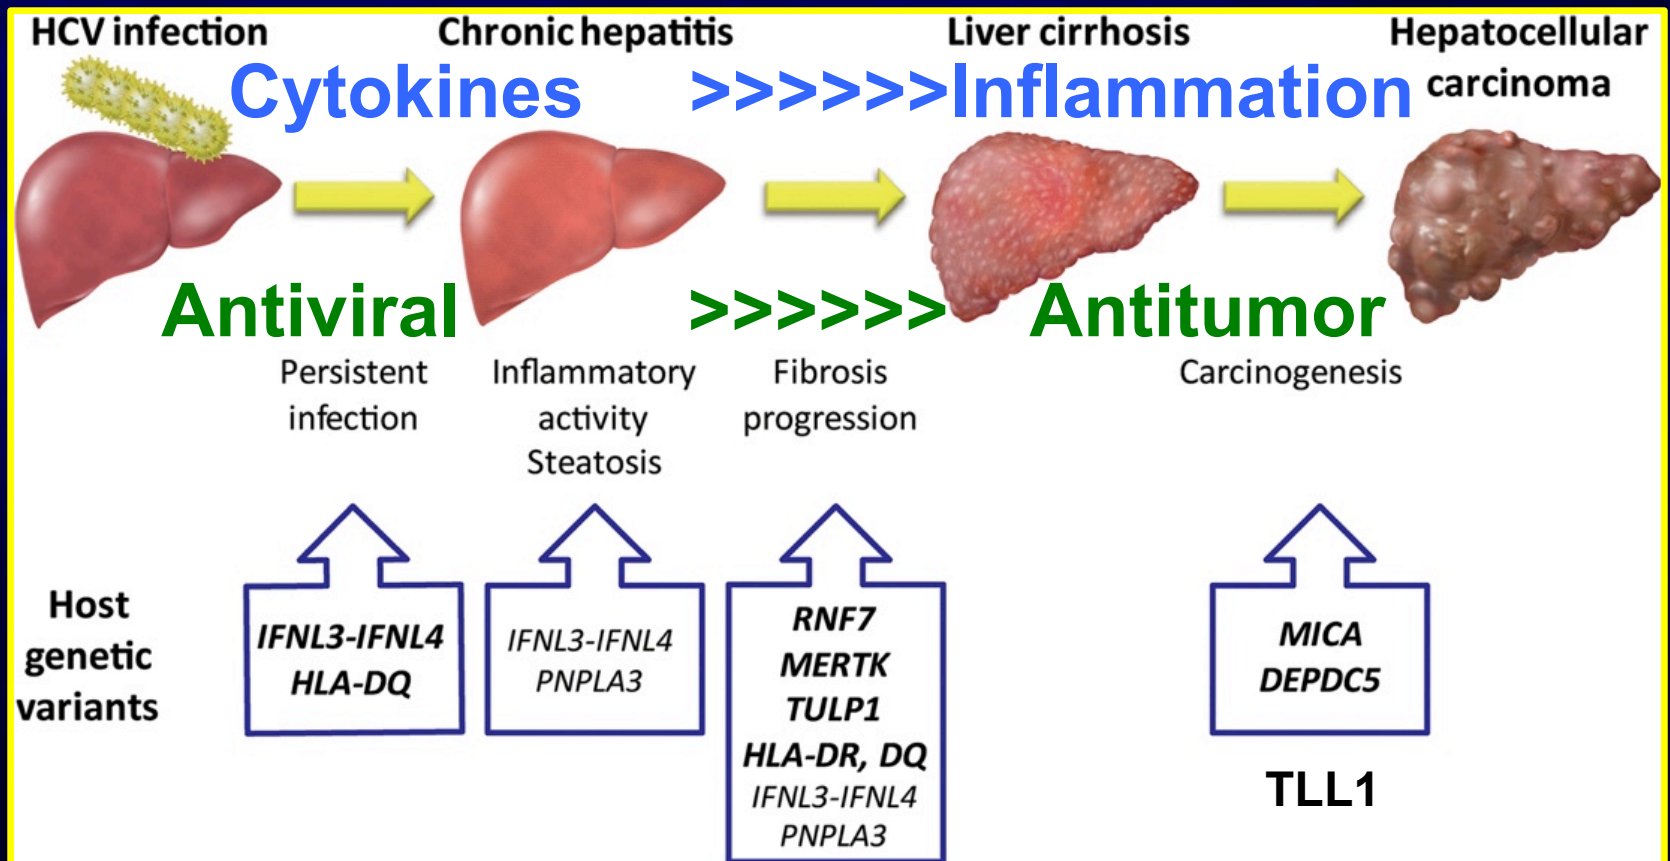 HCV infection
Chronic hepatitis
Liver cirrhosis
Hepatocellular
carcinoma
Cytokines >>>>>>Inflammation
Antiviral >>>>>> Antitumor
Persistent
infection
Inflammatory
activity
Steatosis
Fibrosis
progression
Carcinogenesis
Host
genetic
variants
IFNL3-IFNL4
HLA-DQ
IFNL3-IFNL4
PNPLA3
RNF7
MERTK
TULP1
HLA-DR, DQ
IFNL3-IFNL4
PNPLA3
MICA
DEPDC5
TLL1